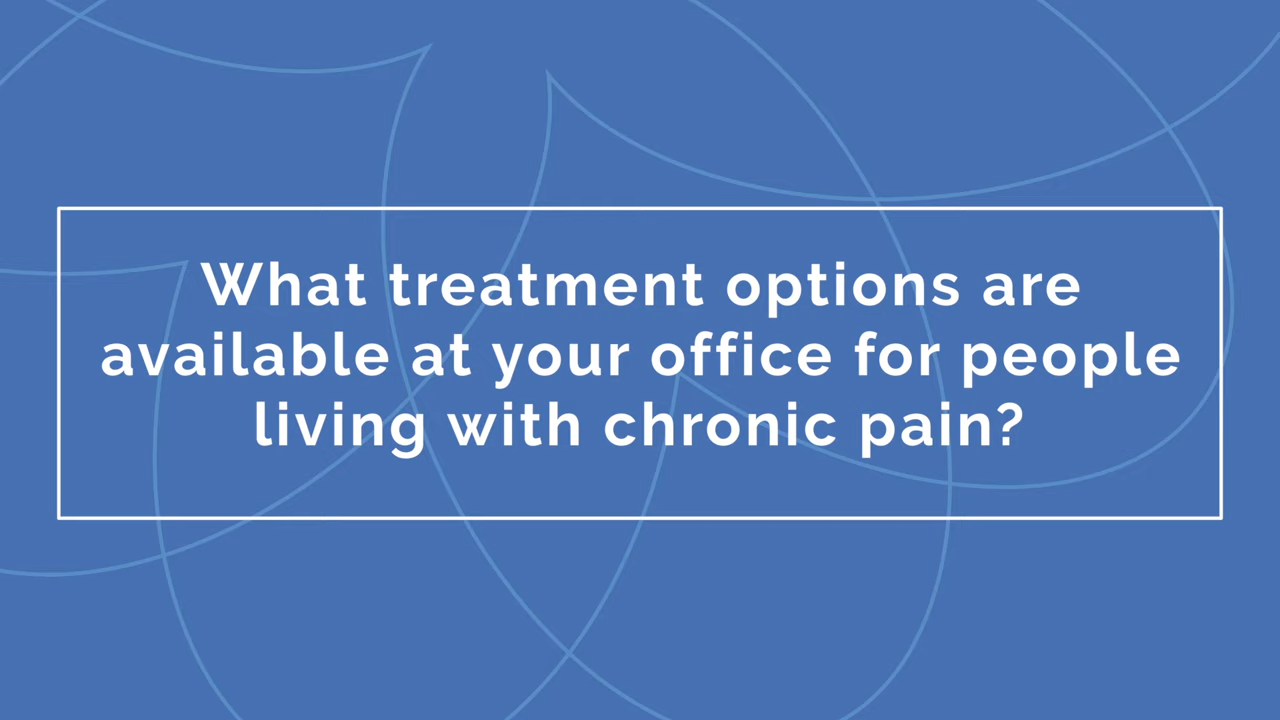 What treatment options are
available at your office for people
living with chronic pain?